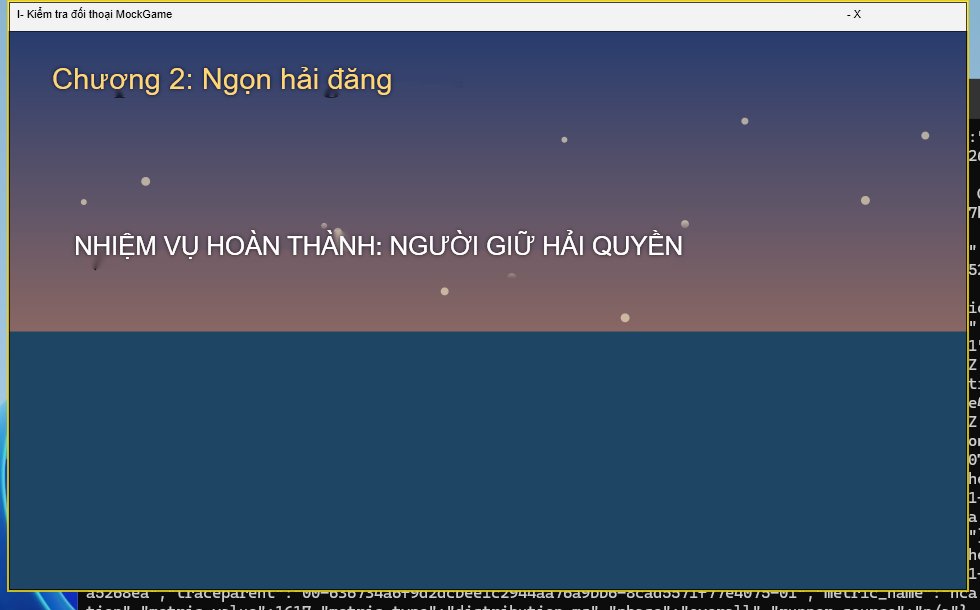 I- Kiểm tra đối thoại MockGame - X
Chương 2: Ngọn hải đăng
NHIỆM VỤ HOÀN THÀNH: NGƯỜI GIỮ HẢI QUYỀN